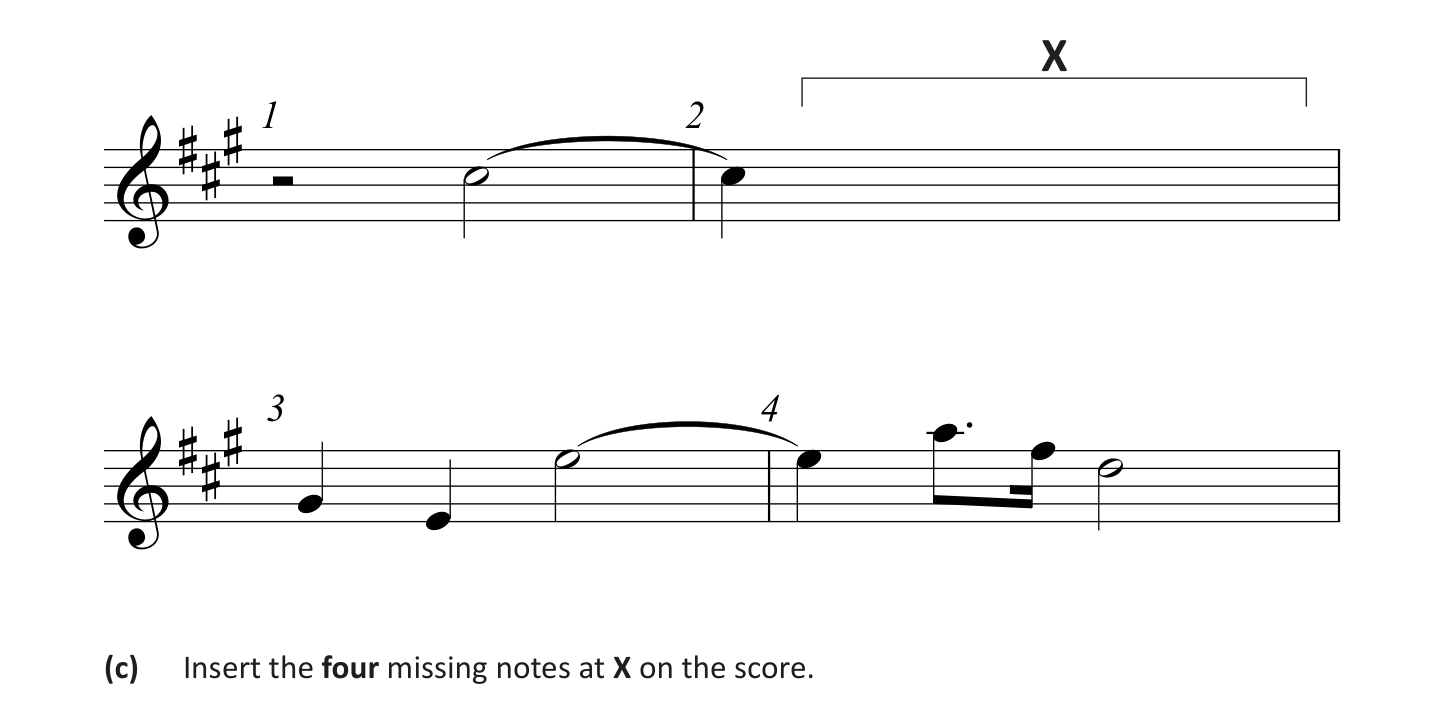 X
1 2
3 4
(c) Insert the four missing notes at X on the score.